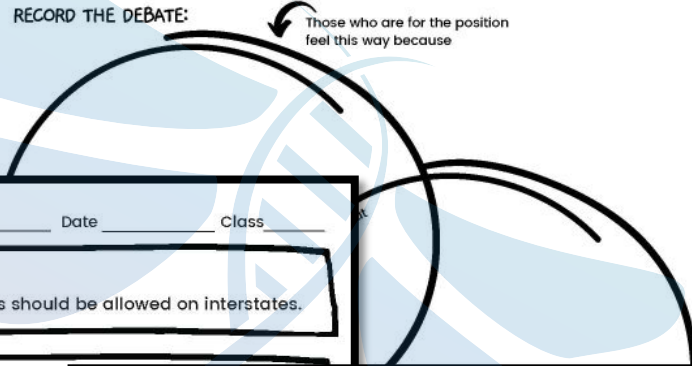 RECORD THE DEBATE:
Those who are for the position
feel this way because
Date Class
s should be allowed on interstates.